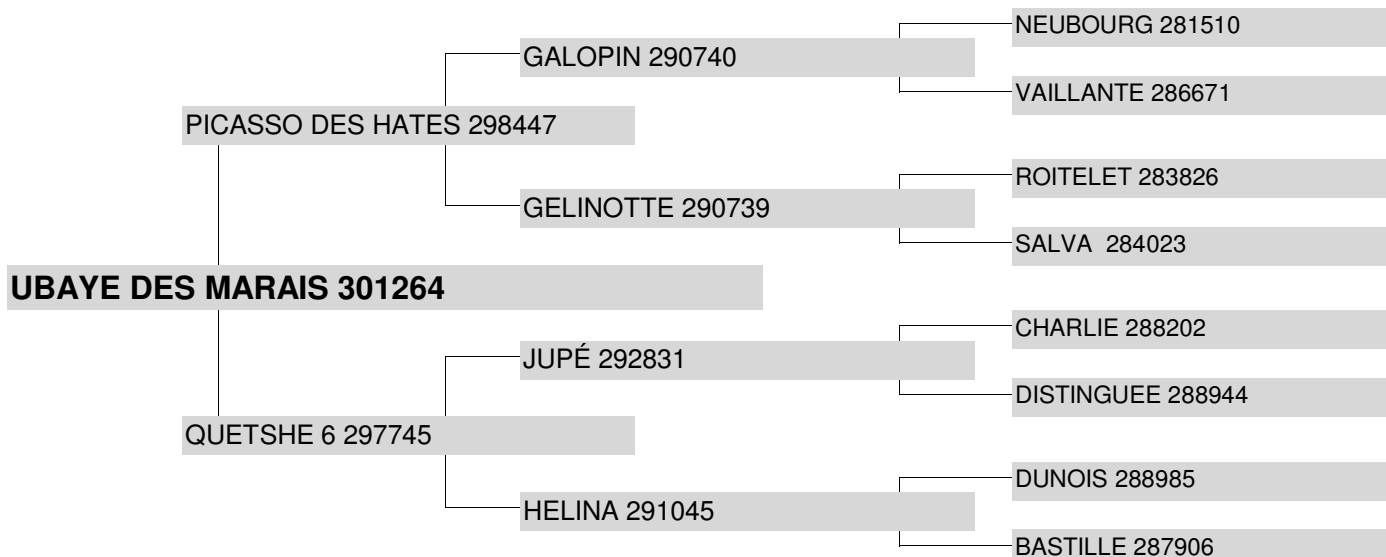 NEUBOURG 281510
GALOPIN 290740
VAILLANTE 286671
PICASSO DES HATES 298447
ROITELET 283826
GELINOTTE 290739
SALVA 284023
UBAYE DES MARAIS 301264
CHARLIE 288202
JUPÉ 292831
DISTINGUEE 288944
QUETSHE 6 297745
DUNOIS 288985
HELINA 291045
BASTILLE 287906